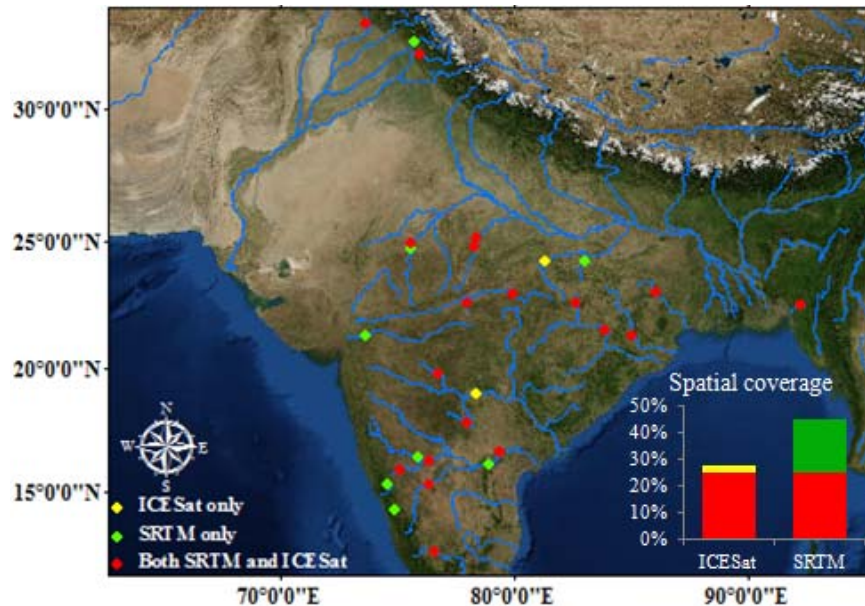 30°0'0"N
25°0'0"N
20°0'0"N
15°0'0"N
N
W E
S
ICESat only
SRTM only
Both SRTM and ICESat
Spatial coverage
50%
40%
30%
20%
10%
0%
ICESat SRTM
70°0'0"E 80°0'0"E 90°0'0"E